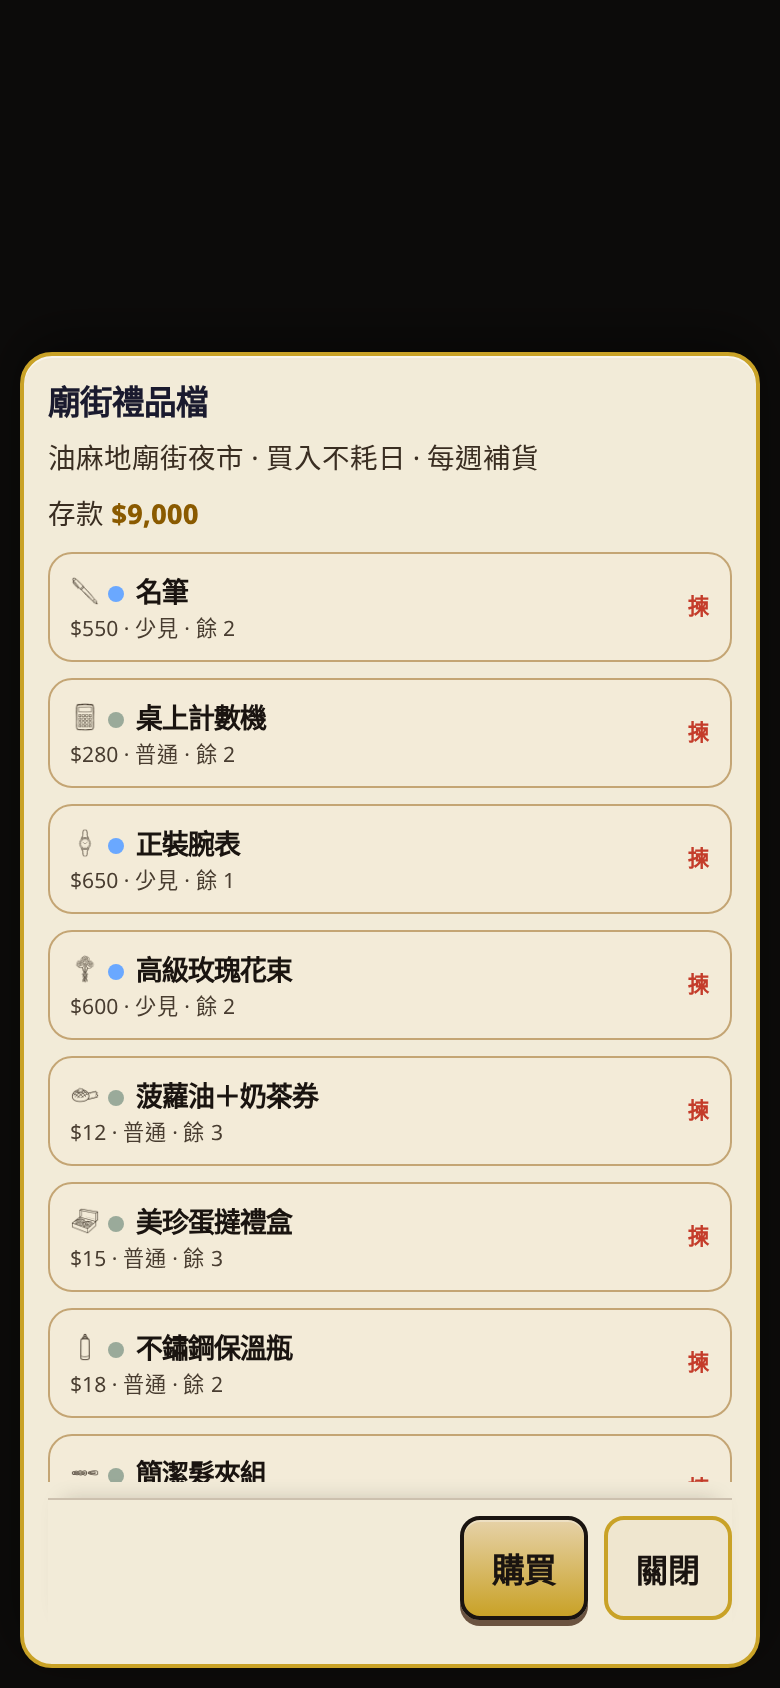 廟街禮品檔
油麻地廟街夜市 · 買入不耗日 · 每週補貨
存款 $9,000
名筆
$550 · 少見 · 餘 2
揀
桌上計數機
$280 · 普通 · 餘 2
揀
正裝腕表
$650 · 少見 · 餘 1
揀
高級玫瑰花束
$600 · 少見 · 餘 2
揀
菠蘿油＋奶茶券
$12 · 普通 · 餘 3
揀
美珍蛋撻禮盒
$15 · 普通 · 餘 3
揀
不鏽鋼保溫瓶
$18 · 普通 · 餘 2
揀
簡潔髮夾組
購買
關閉